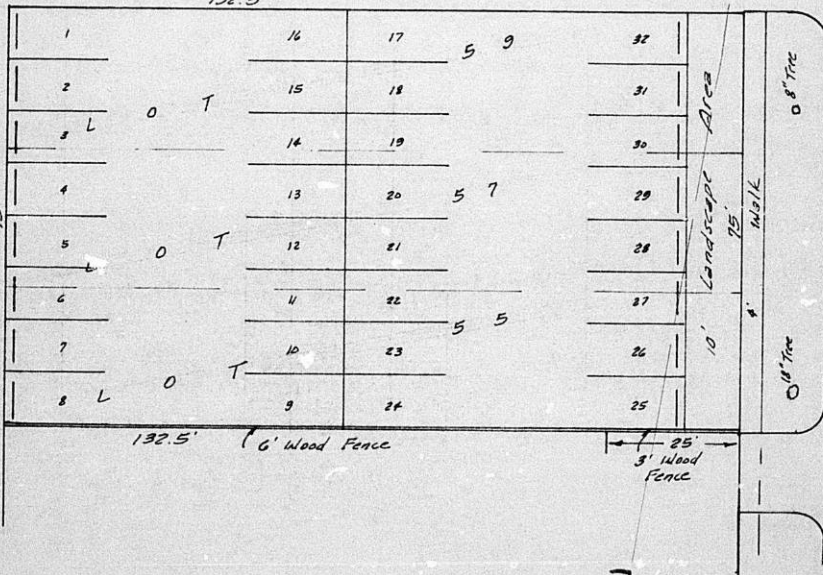 132.5'
1 16 17 5 9 32
2 15 18 31
L O T
3 14 19 30
4 13 20 5 7 29
5 12 21 28
L O T
6 11 22 27
7 10 23 5 5 26
8 L O T 9 24 25
10' Landscape Area
75'
4' Walk
8" Tree
18" Tree
132.5'
6' Wood Fence
25'
3' Wood
Fence